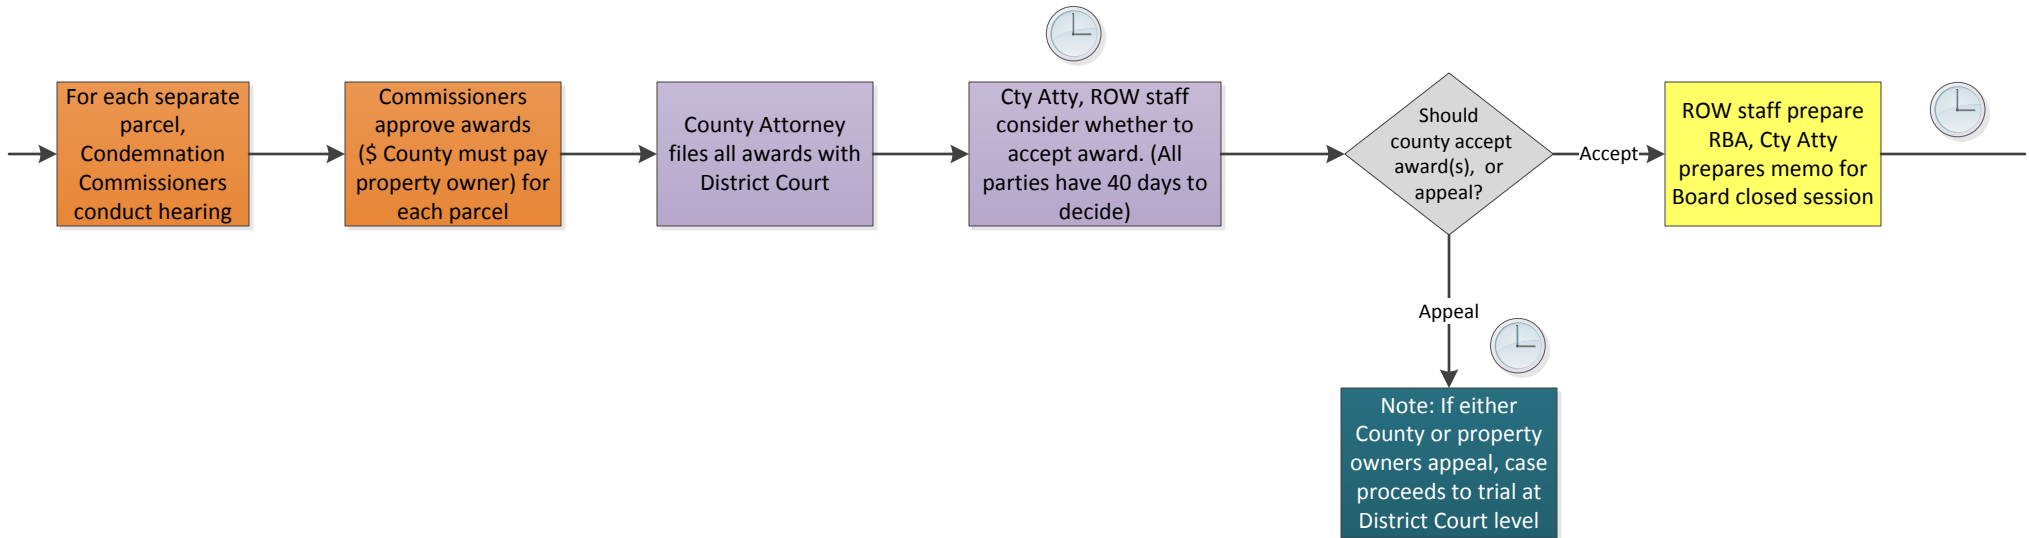 For each separate
parcel,
Condemnation
Commissioners
conduct hearing
Commissioners
approve awards
($ County must pay
property owner) for
each parcel
County Attorney
files all awards with
District Court
Cty Atty, ROW staff
consider whether to
accept award. (All
parties have 40 days to
decide)
Should
county accept
award(s), or
appeal?
Accept
ROW staff prepare
RBA, Cty Atty
prepares memo for
Board closed session
Appeal
Note: If either
County or property
owners appeal, case
proceeds to trial at
District Court level